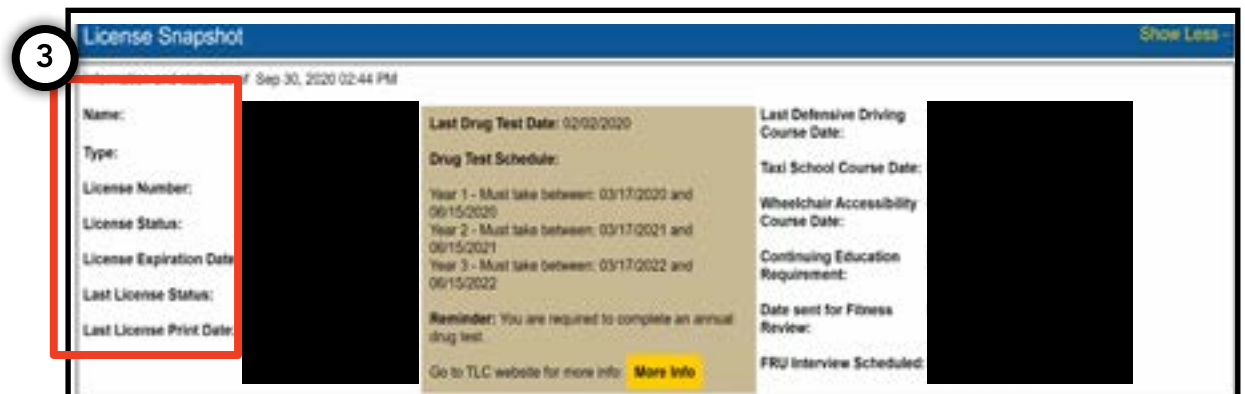 3
License Snapshot
Show Less -
Sep 30, 2020 02:44 PM
Name:
Type:
License Number:
License Status:
License Expiration Date
Last License Status:
Last License Print Date:
Last Drug Test Date: 02/02/2020
Drug Test Schedule:
Year 1 - Must take between: 03/17/2020 and
06/15/2020
Year 2 - Must take between: 03/17/2021 and
06/15/2021
Year 3 - Must take between: 03/17/2022 and
06/15/2022
Reminder: You are required to complete an annual
drug test.
Go to TLC website for more info: More Info
Last Defensive Driving
Course Date:
Taxi School Course Date:
Wheelchair Accessibility
Course Date:
Continuing Education
Requirement:
Date sent for Fitness
Review:
FRU Interview Scheduled: